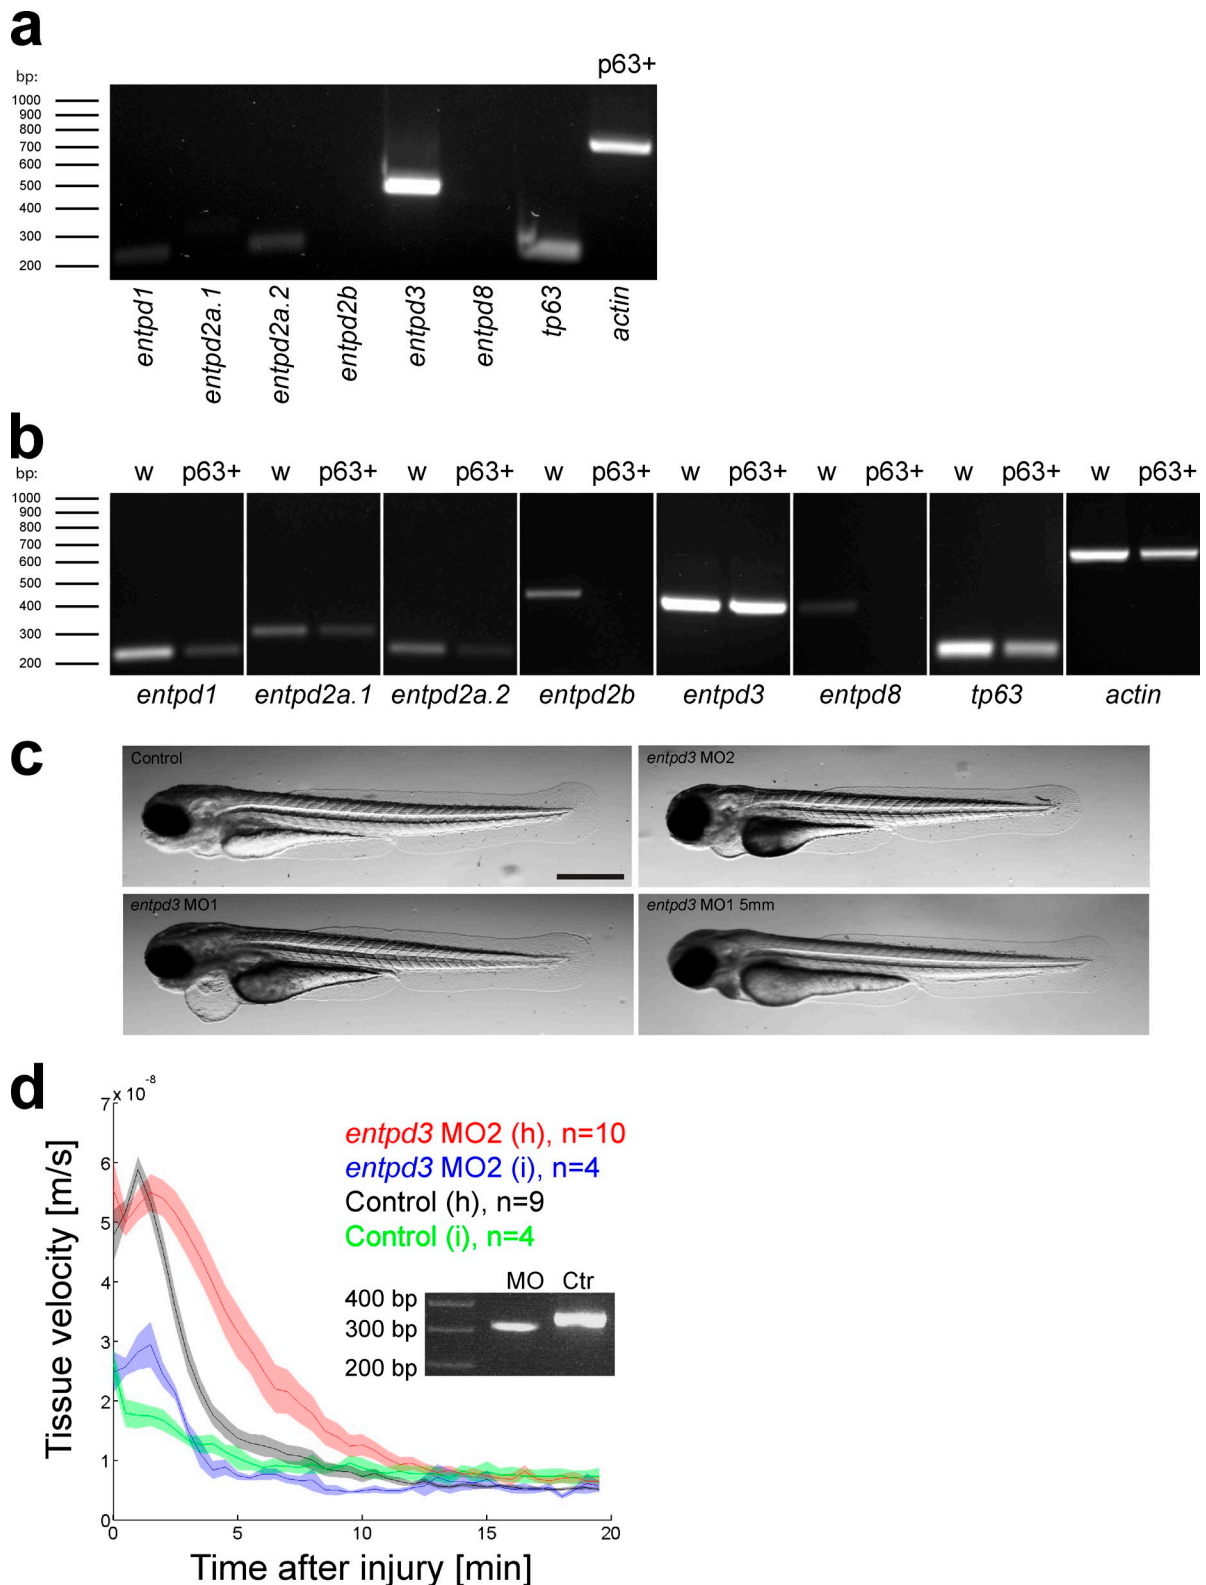 a
p63+
bp:
1000
900
800
700
600
500
400
300
200
entpd1
entpd2a.1
entpd2a.2
entpd2b
entpd3
entpd8
tp63
actin
b
w p63+ w p63+ w p63+ w p63+ w p63+ w p63+ w p63+ w p63+
bp:
1000
900
800
700
600
500
400
300
200
entpd1 entpd2a.1 entpd2a.2 entpd2b entpd3 entpd8 tp63 actin
c
Control
entpd3 MO2
entpd3 MO1
entpd3 MO1 5mm
d
x 10-8
7
6
5
4
3
2
1
0
Tissue velocity [m/s]
entpd3 MO2 (h), n=10
entpd3 MO2 (i), n=4
Control (h), n=9
Control (i), n=4
MO Ctr
400 bp
300 bp
200 bp
0 5 10 15 20
Time after injury [min]